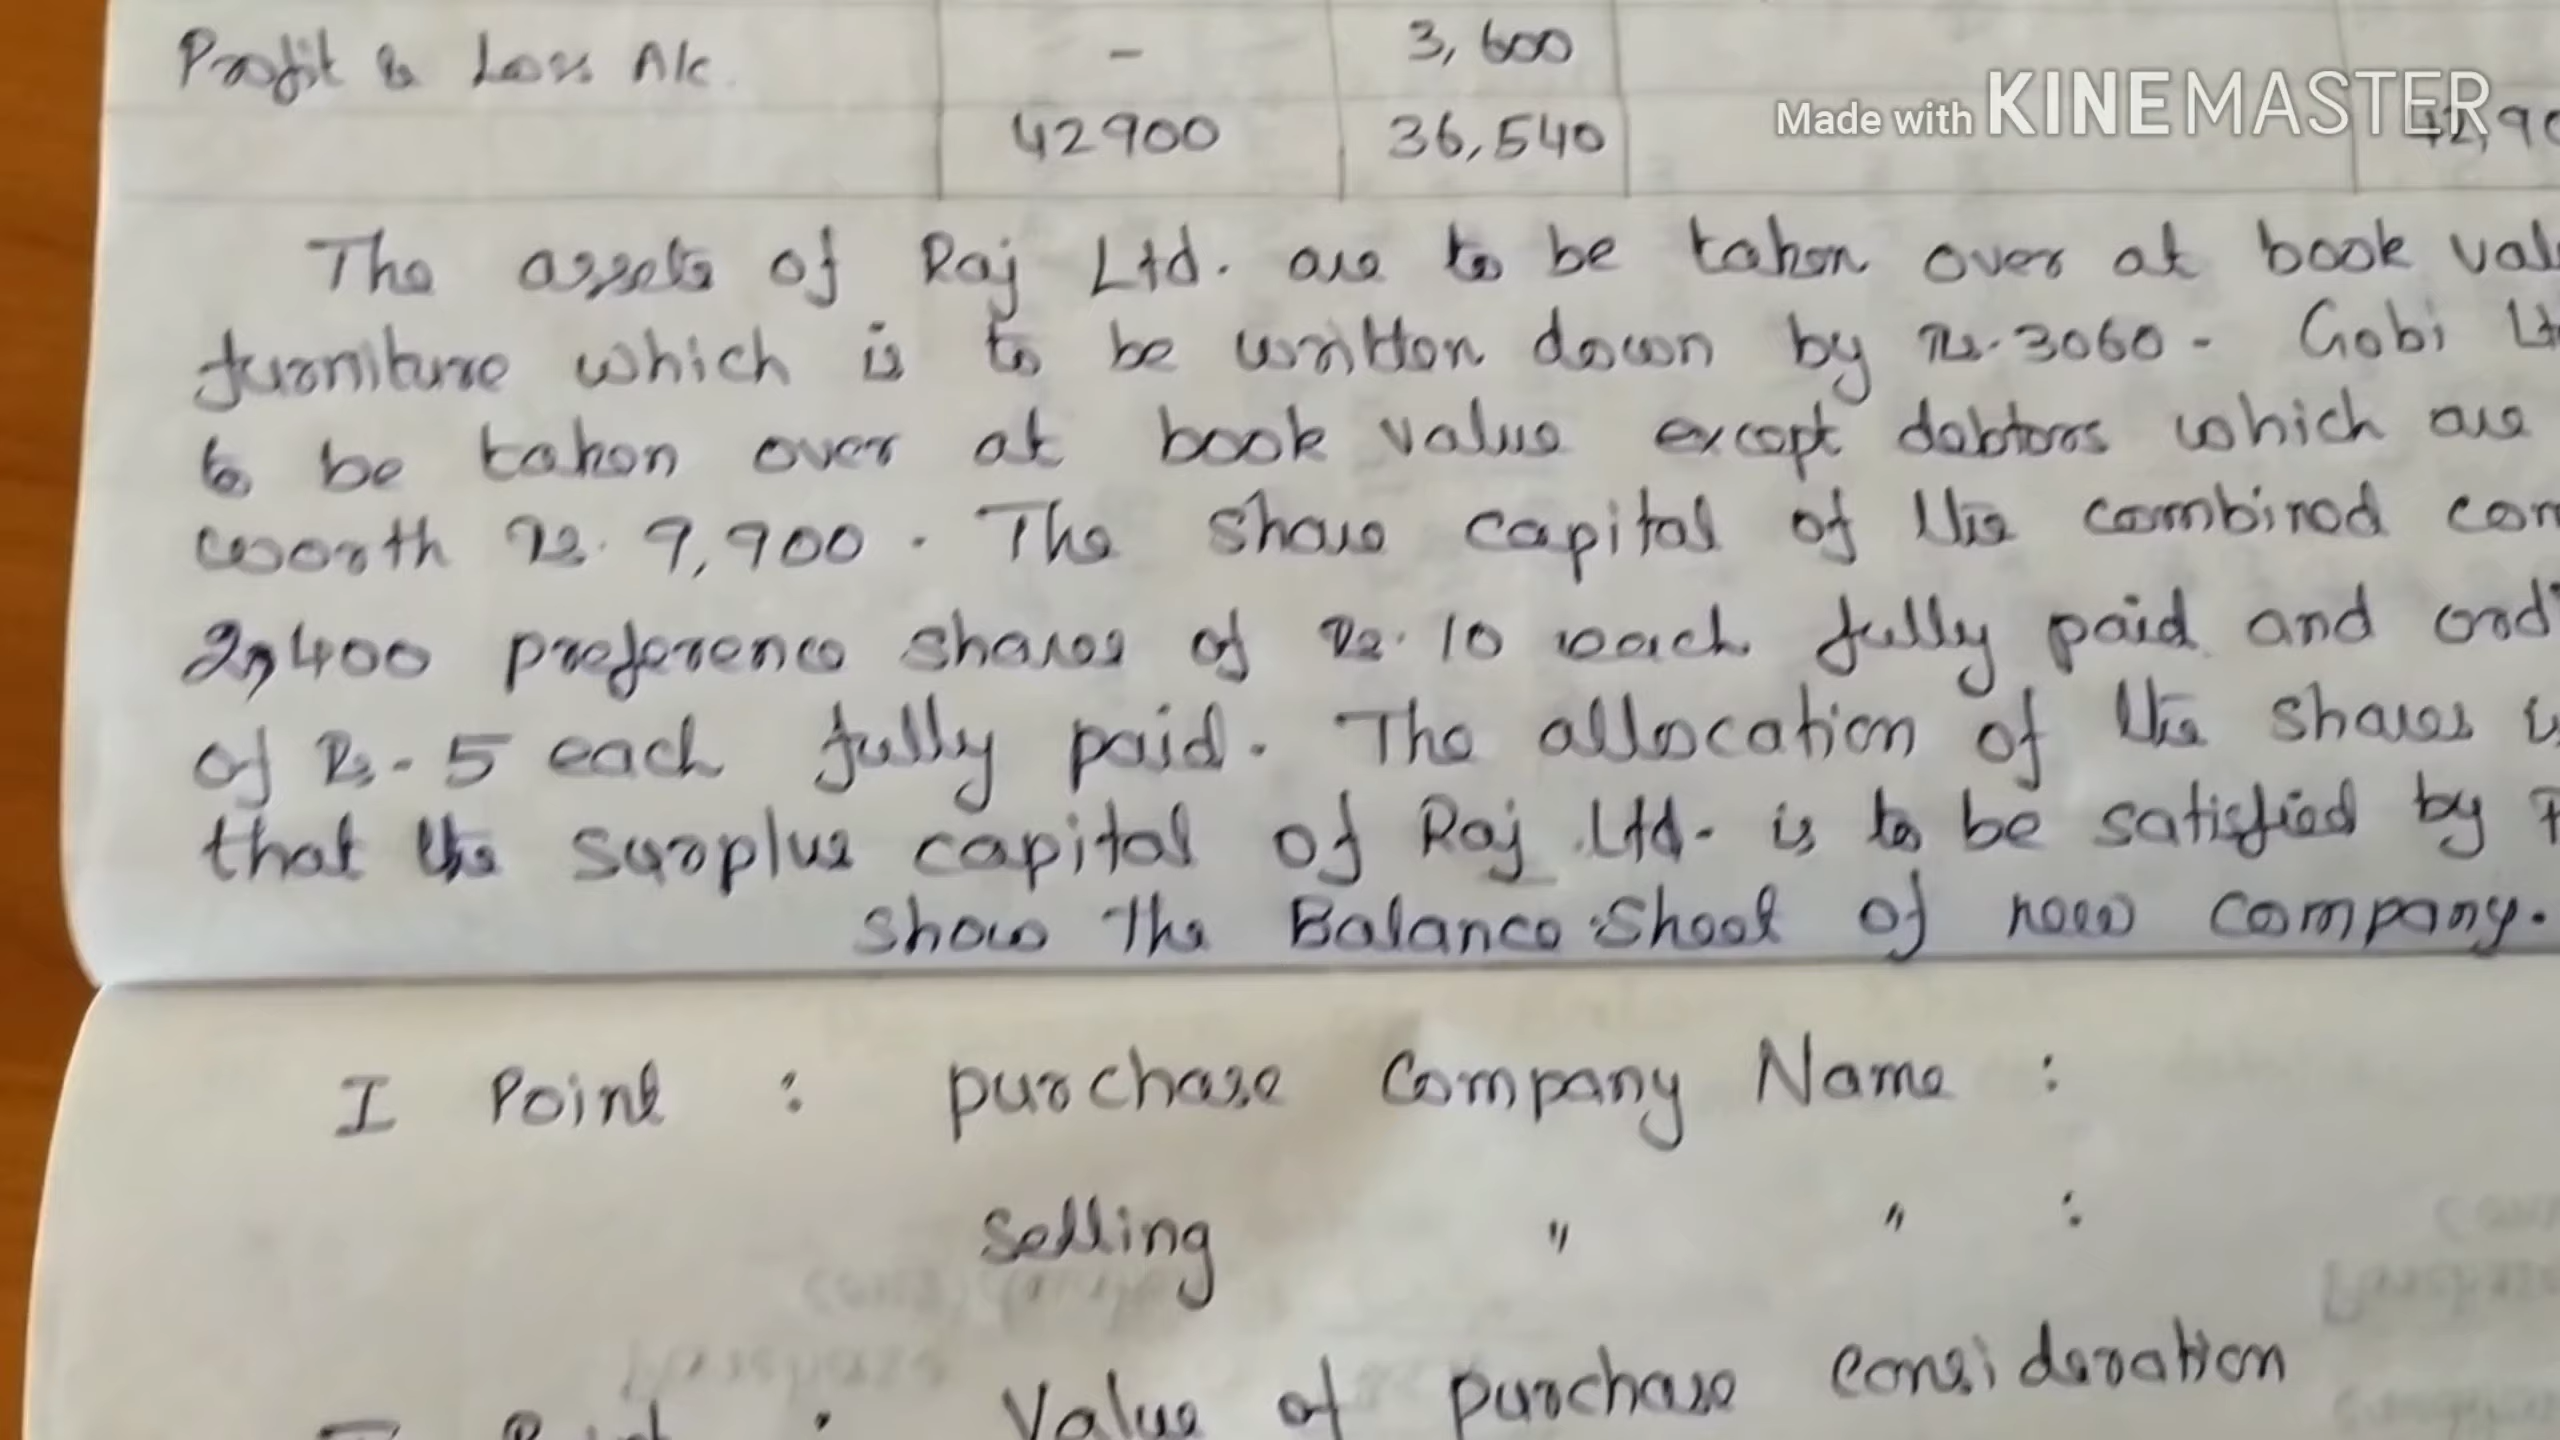 Profit & Loss A/c. - 3,600
Made with KINEMASTER
42900 36,540 42,90
The assets of Raj Ltd. are to be taken over at book val
furniture which is to be written down by Rs. 3060. Gobi Lt
to be taken over at book value except debtors which are
worth Rs. 9,900. The share capital of the combined com
2,400 preference shares of Rs. 10 each fully paid and ord
of Rs. 5 each fully paid. The allocation of the shares is
that the surplus capital of Raj Ltd. is to be satisfied by
show the Balance Sheet of new company.
I Point : purchase Company Name :
Selling " " :
Value of purchase consideration